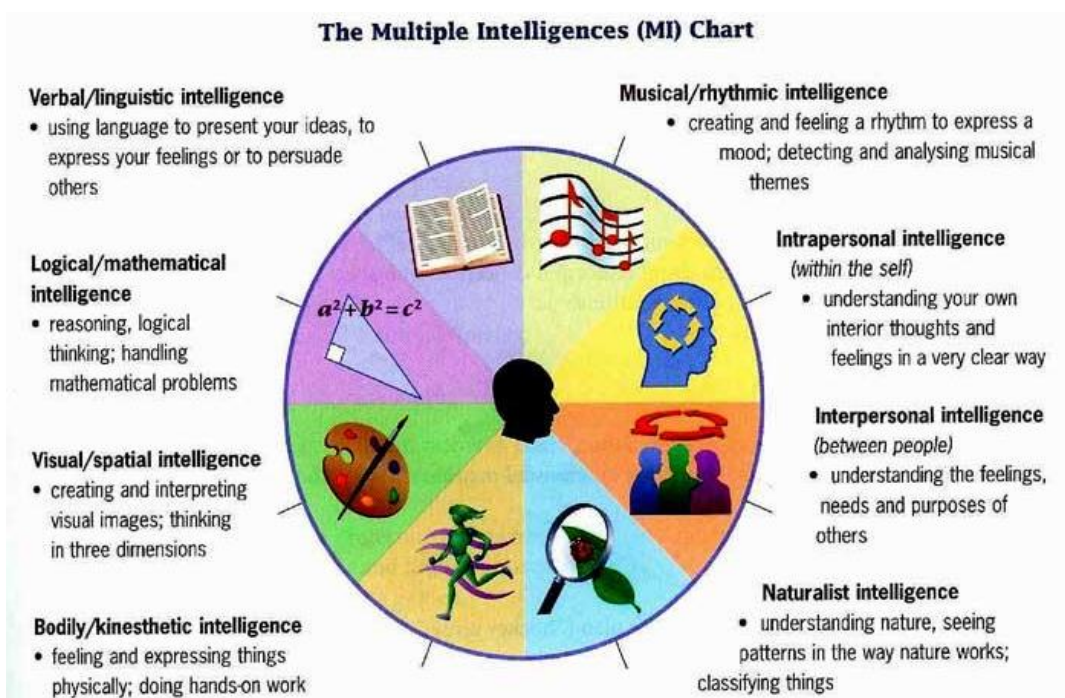 The Multiple Intelligences (MI) Chart
Verbal/linguistic intelligence
• using language to present your ideas, to
express your feelings or to persuade
others
Musical/rhythmic intelligence
• creating and feeling a rhythm to express a
mood; detecting and analysing musical
themes
Logical/mathematical
intelligence
• reasoning, logical
thinking; handling
mathematical problems
a² + b² = c²
Intrapersonal intelligence
(within the self)
• understanding your own
interior thoughts and
feelings in a very clear way
Visual/spatial intelligence
• creating and interpreting
visual images; thinking
in three dimensions
Interpersonal intelligence
(between people)
• understanding the feelings,
needs and purposes of
others
Bodily/kinesthetic intelligence
• feeling and expressing things
physically; doing hands-on work
Naturalist intelligence
• understanding nature, seeing
patterns in the way nature works;
classifying things